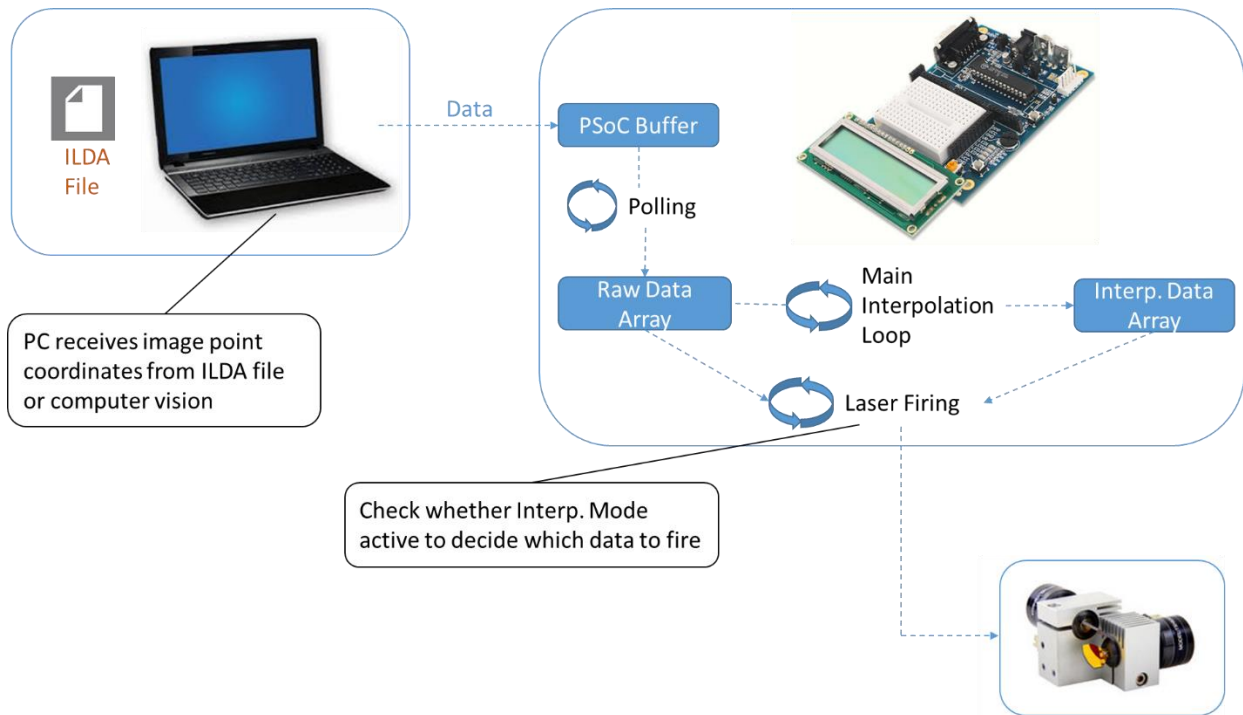 ILDA
File
Data
PSoC Buffer
Polling
Raw Data
Array
Main
Interpolation
Loop
Interp. Data
Array
PC receives image point
coordinates from ILDA file
or computer vision
Laser Firing
Check whether Interp. Mode
active to decide which data to fire